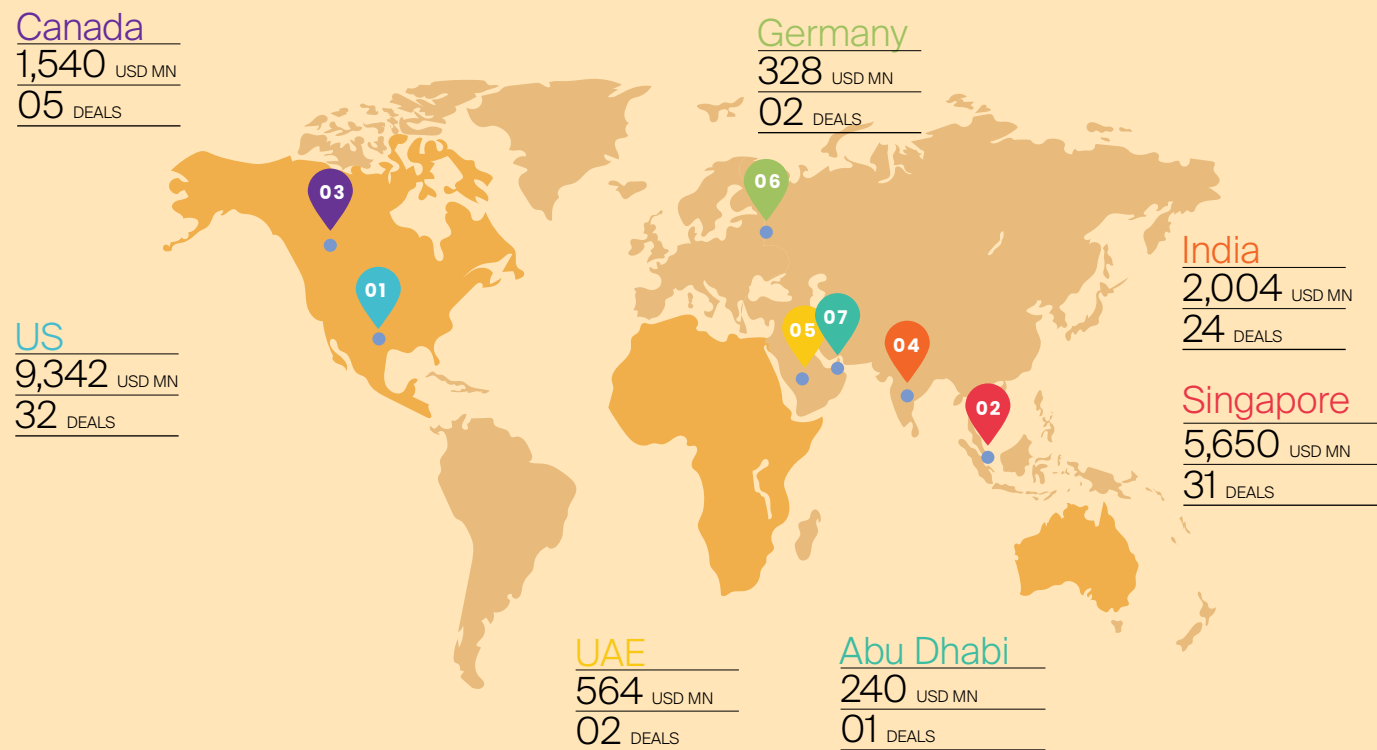 Canada
1,540 USD MN
05 DEALS
Germany
328 USD MN
02 DEALS
06
03
India
2,004 USD MN
24 DEALS
01
05
07
04
US
9,342 USD MN
32 DEALS
Singapore
5,650 USD MN
31 DEALS
02
UAE
564 USD MN
02 DEALS
Abu Dhabi
240 USD MN
01 DEALS